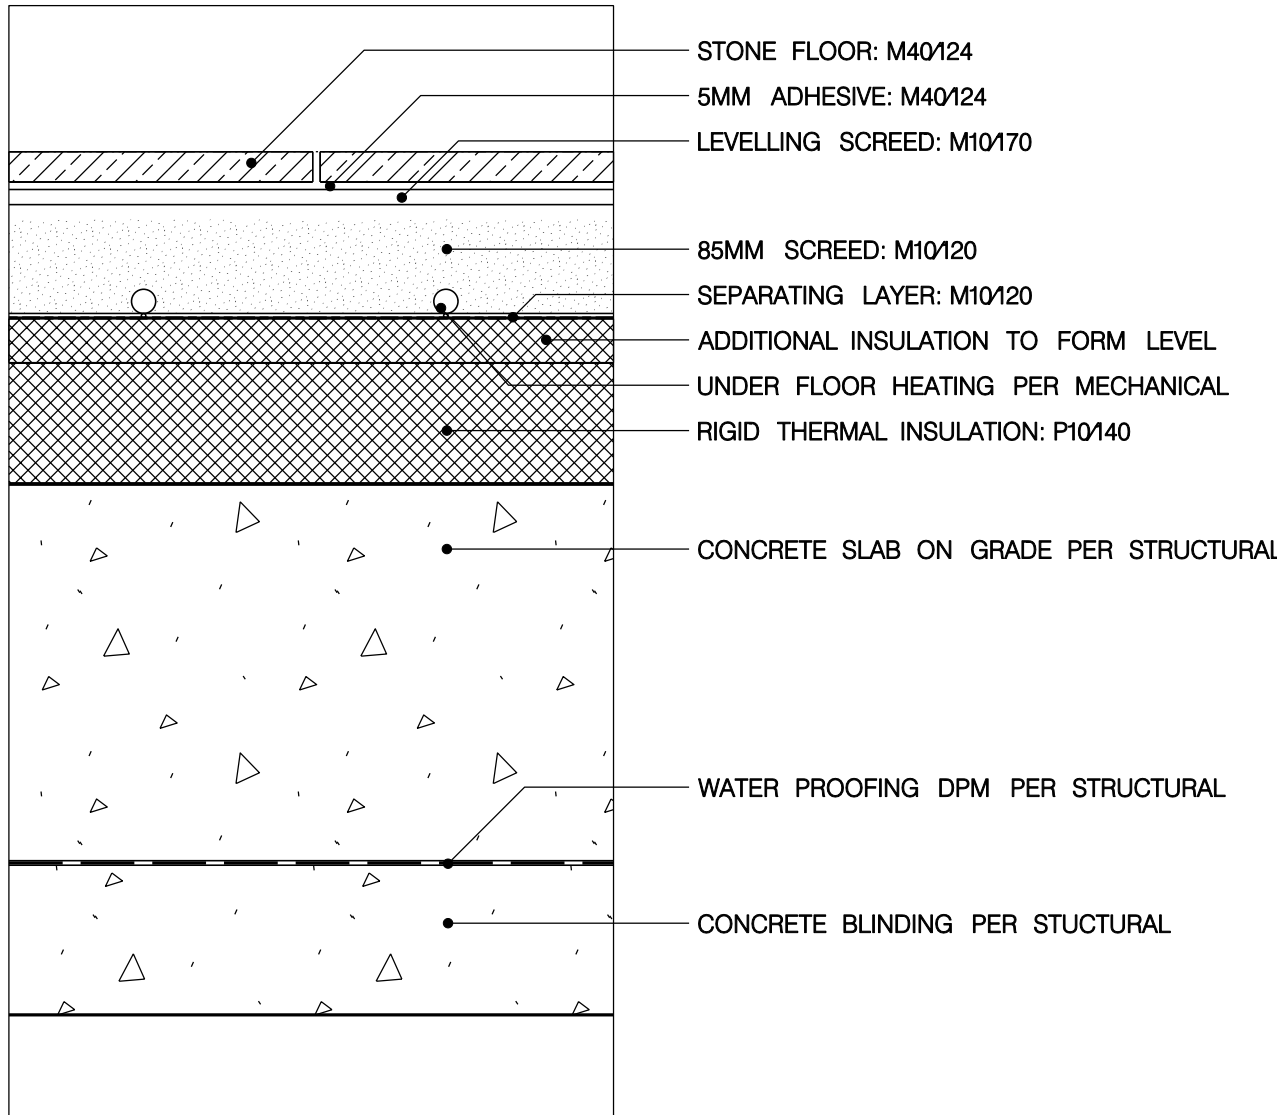 STONE FLOOR: M40/124
5MM ADHESIVE: M40/124
LEVELLING SCREED: M10/170
85MM SCREED: M10/120
SEPARATING LAYER: M10/120
ADDITIONAL INSULATION TO FORM LEVEL
UNDER FLOOR HEATING PER MECHANICAL
RIGID THERMAL INSULATION: P10/140
CONCRETE SLAB ON GRADE PER STRUCTURAL
WATER PROOFING DPM PER STRUCTURAL
CONCRETE BLINDING PER STUCTURAL